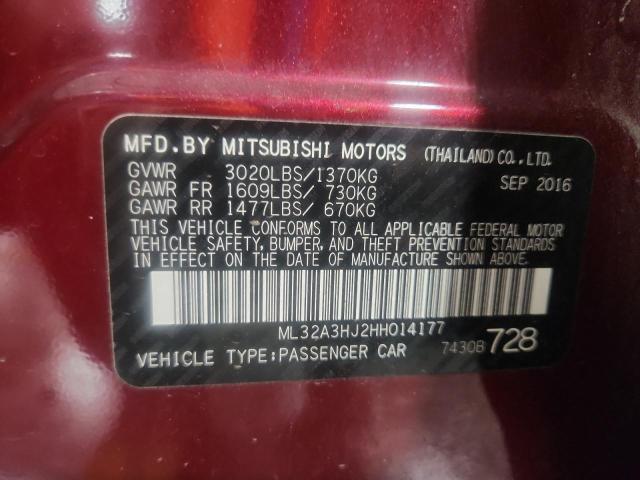 MFD.BY MITSUBISHI MOTORS (THAILAND) CO.,LTD.
GVWR 3020LBS/1370KG SEP 2016
GAWR FR 1609LBS/ 730KG
GAWR RR 1477LBS/ 670KG
THIS VEHICLE CONFORMS TO ALL APPLICABLE FEDERAL MOTOR
VEHICLE SAFETY, BUMPER, AND THEFT PREVENTION STANDARDS
IN EFFECT ON THE DATE OF MANUFACTURE SHOWN ABOVE.
ML32A3HJ2HH014177
VEHICLE TYPE:PASSENGER CAR 7430B 728